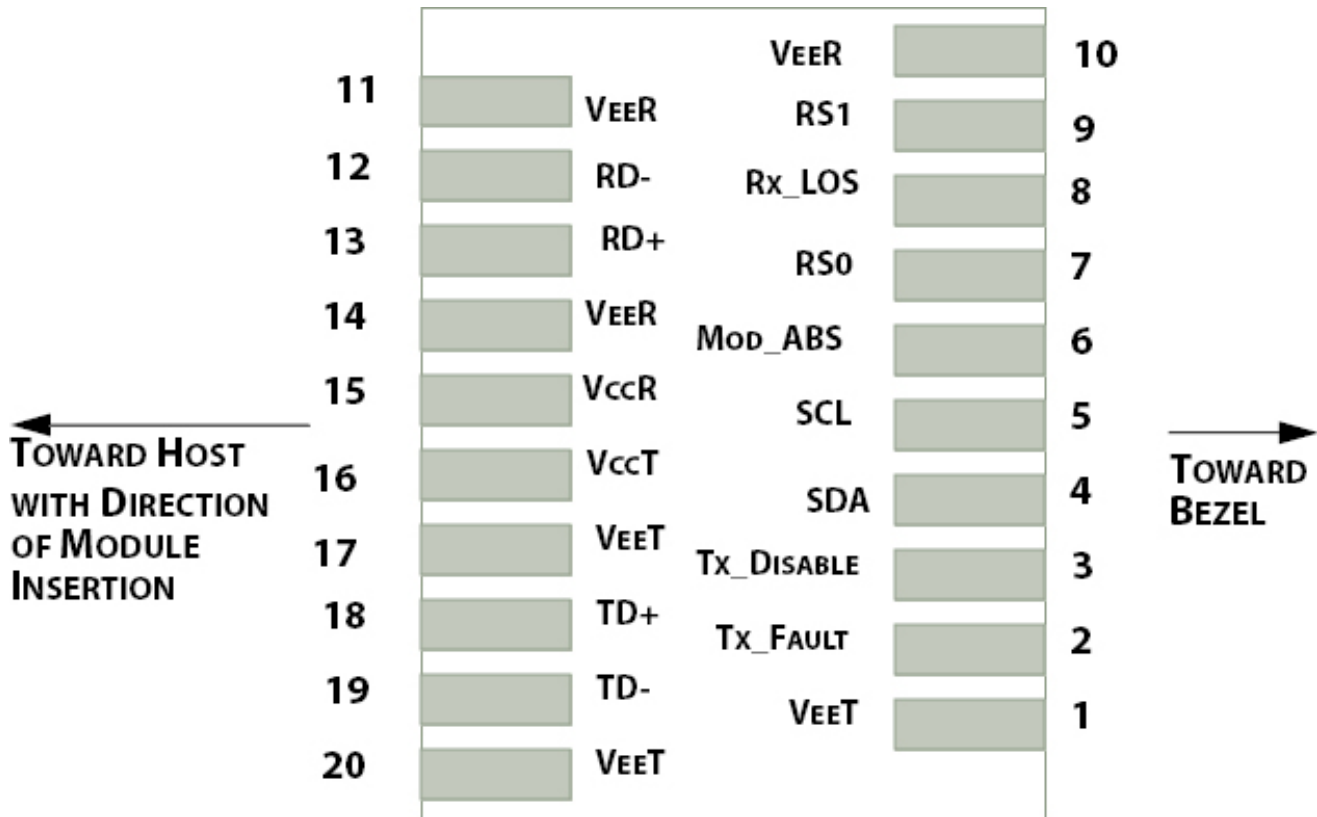 11 VEER
12 RD-
13 RD+
14 VEER
15 VCCR
16 VCCT
17 VEET
18 TD+
19 TD-
20 VEET
VEER 10
RS1 9
RX_LOS 8
RS0 7
MOD_ABS 6
SCL 5
SDA 4
TX_DISABLE 3
TX_FAULT 2
VEET 1
TOWARD HOST
WITH DIRECTION
OF MODULE
INSERTION
TOWARD
BEZEL